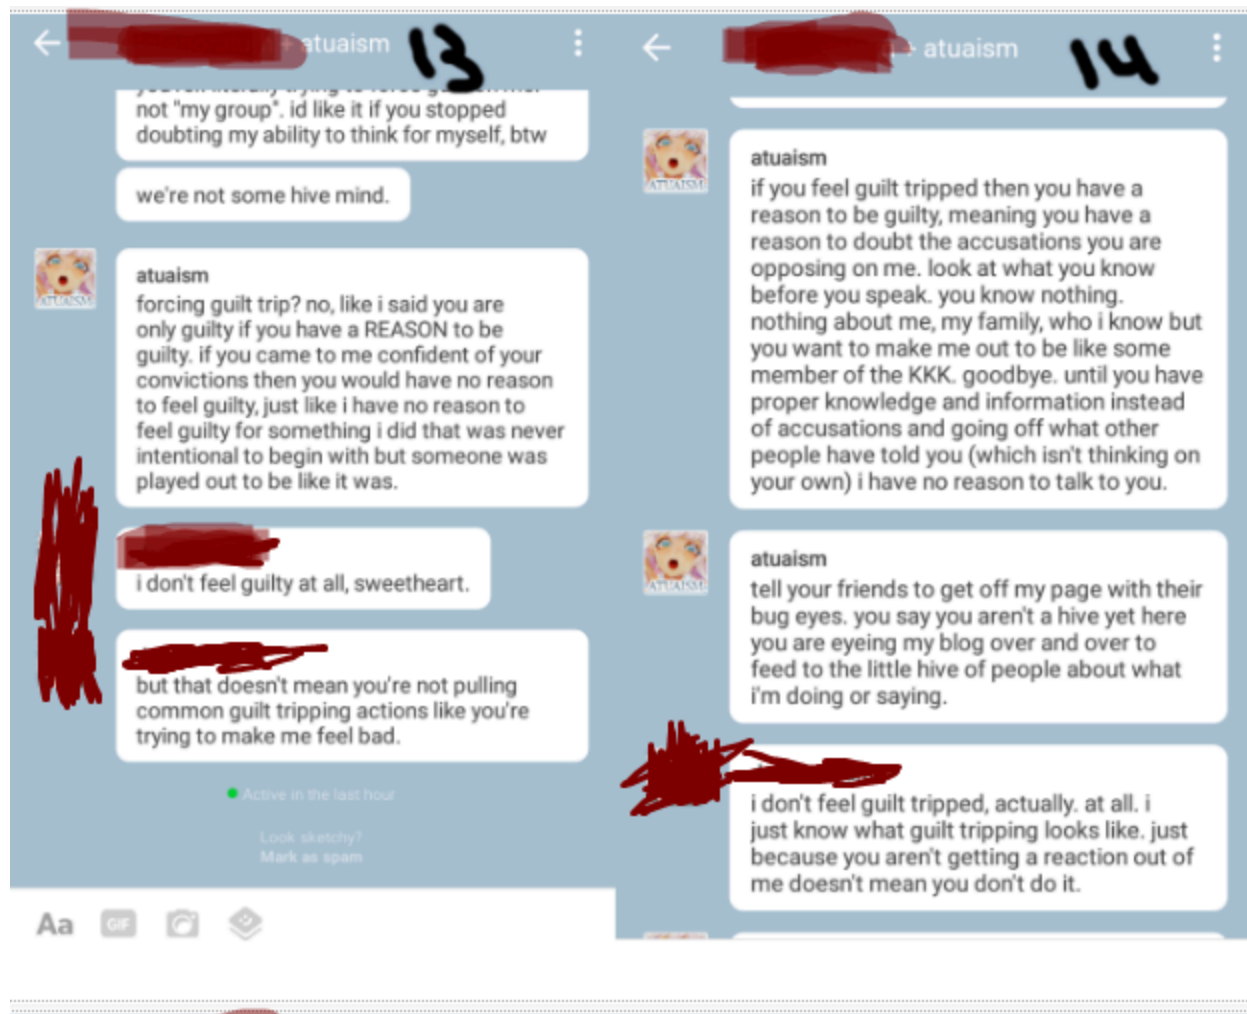 atuaism
13
not "my group". id like it if you stopped
doubting my ability to think for myself, btw
we're not some hive mind.
ATUAISM
atuaism
forcing guilt trip? no, like i said you are
only guilty if you have a REASON to be
guilty. if you came to me confident of your
convictions then you would have no reason
to feel guilty, just like i have no reason to
feel guilty for something i did that was never
intentional to begin with but someone was
played out to be like it was.
i don't feel guilty at all, sweetheart.
but that doesn't mean you're not pulling
common guilt tripping actions like you're
trying to make me feel bad.
Active in the last hour
Look sketchy?
Mark as spam
Aa
GIF
+ atuaism
14
ATUAISM
atuaism
if you feel guilt tripped then you have a
reason to be guilty, meaning you have a
reason to doubt the accusations you are
opposing on me. look at what you know
before you speak. you know nothing.
nothing about me, my family, who i know but
you want to make me out to be like some
member of the KKK. goodbye. until you have
proper knowledge and information instead
of accusations and going off what other
people have told you (which isn't thinking on
your own) i have no reason to talk to you.
ATUAISM
atuaism
tell your friends to get off my page with their
bug eyes. you say you aren't a hive yet here
you are eyeing my blog over and over to
feed to the little hive of people about what
i'm doing or saying.
i don't feel guilt tripped, actually. at all. i
just know what guilt tripping looks like. just
because you aren't getting a reaction out of
me doesn't mean you don't do it.